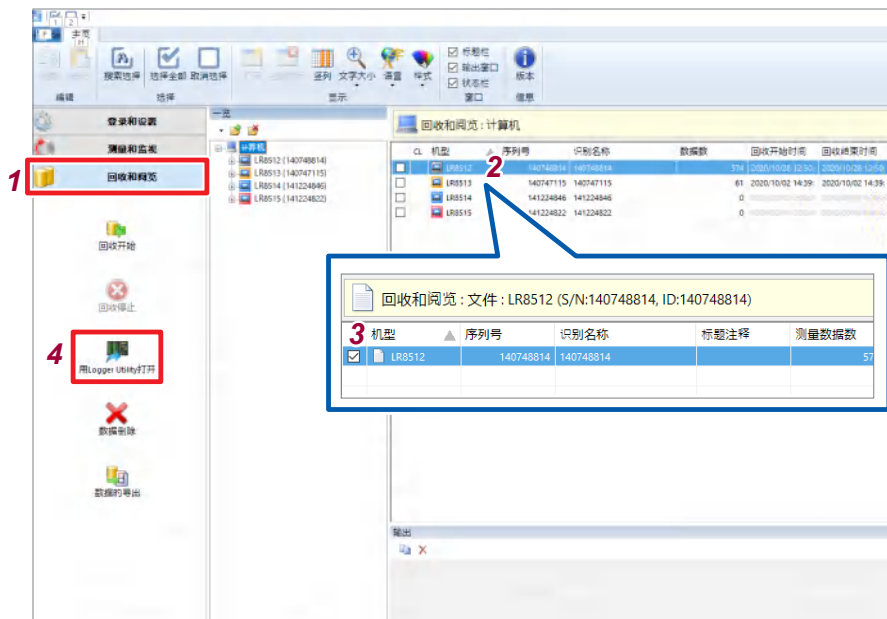 1 2
主页
H
搜索选择 选择全部 取消选择 竖列 文字大小 语言 样式 版本
标题栏
输出窗口
状态栏
编辑 选择 显示 窗口 信息
登录和设置
测量和监视
1 回收和阅览
回收开始
回收停止
4
用Logger Utility打开
数据删除
数据的导出
一览
计算机
LR8512 (140748814)
LR8513 (140747115)
LR8514 (141224846)
LR8515 (141224822)
回收和阅览 : 计算机
CL 机型 序列号 识别名称 数据数 回收开始时间 回收结束时间
LR8512 140748814 140748814 574
2
LR8513 140747115 140747115 61 2020/10/02 14:39: 2020/10/02 14:39:
LR8514 141224846 141224846 0
LR8515 141224822 141224822 0
回收和阅览 : 文件 : LR8512 (S/N:140748814, ID:140748814)
3 机型 序列号 识别名称 标题注释 测量数据数
LR8512 140748814 140748814 57
输出